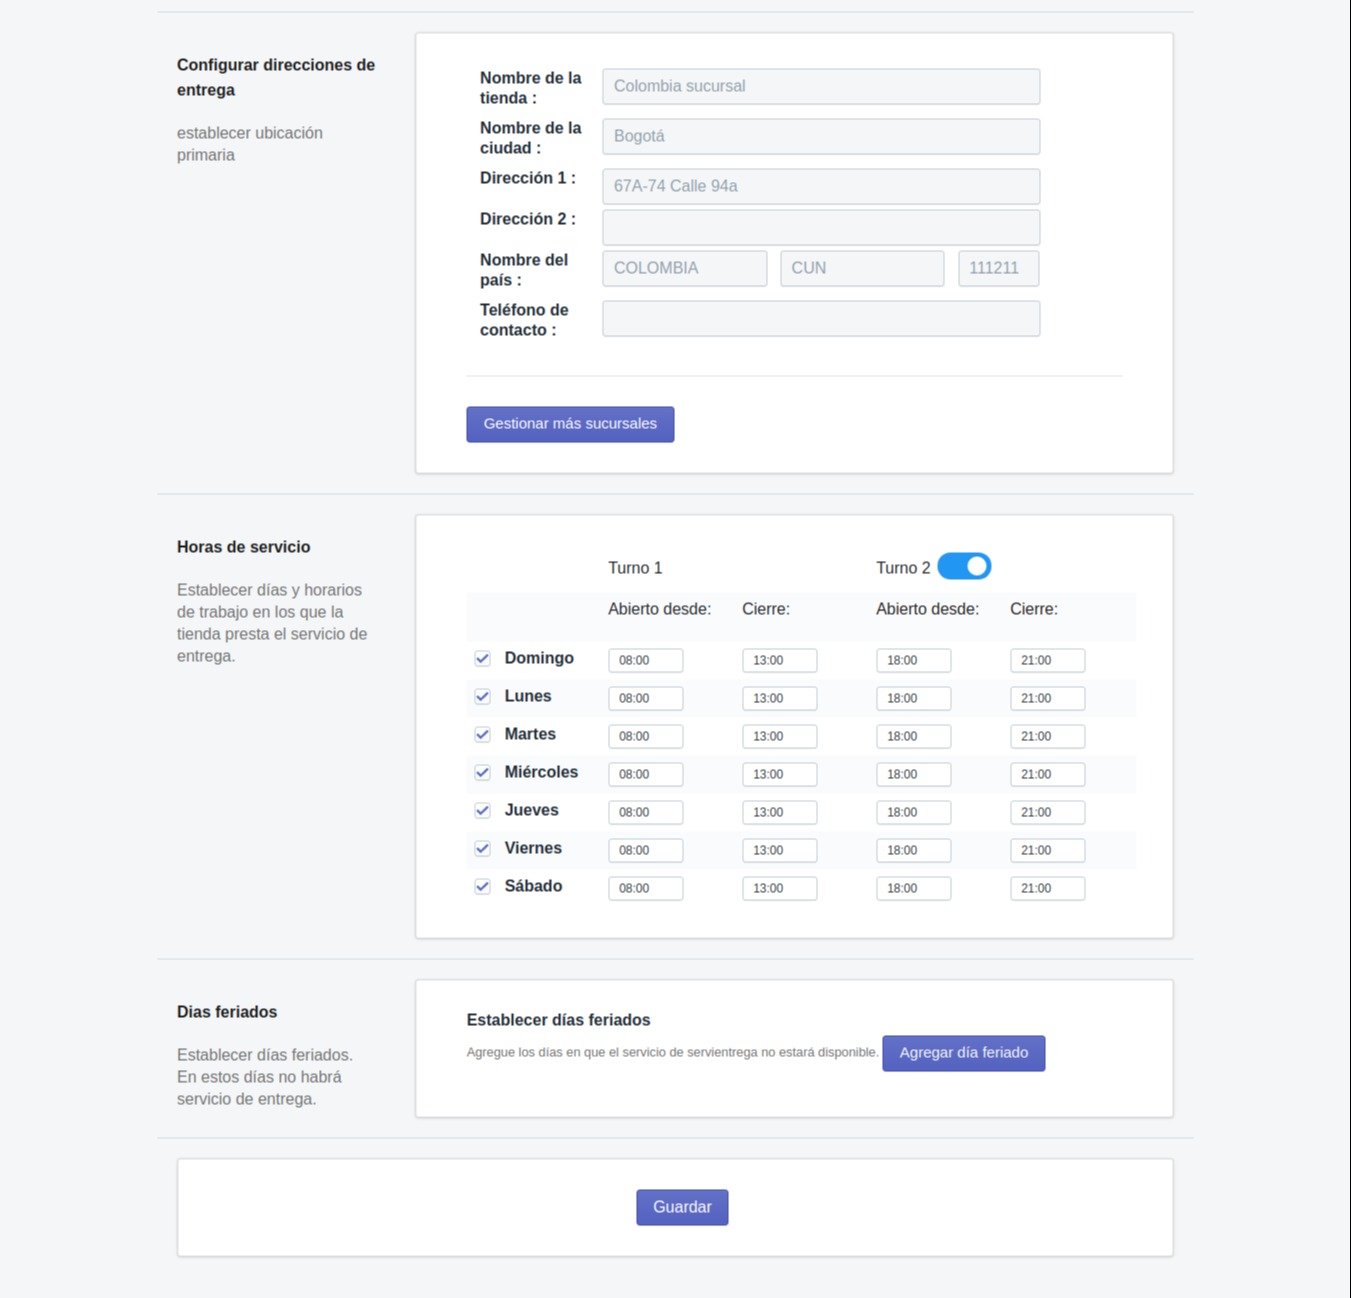 Configurar direcciones de
entrega
establecer ubicación
primaria
Nombre de la
tienda :
Colombia sucursal
Nombre de la
ciudad :
Bogotá
Dirección 1 :
67A-74 Calle 94a
Dirección 2 :
Nombre del
país :
COLOMBIA CUN 111211
Teléfono de
contacto :
Gestionar más sucursales
Horas de servicio
Establecer días y horarios
de trabajo en los que la
tienda presta el servicio de
entrega.
Turno 1 Turno 2
Abierto desde: Cierre: Abierto desde: Cierre:
Domingo 08:00 13:00 18:00 21:00
Lunes 08:00 13:00 18:00 21:00
Martes 08:00 13:00 18:00 21:00
Miércoles 08:00 13:00 18:00 21:00
Jueves 08:00 13:00 18:00 21:00
Viernes 08:00 13:00 18:00 21:00
Sábado 08:00 13:00 18:00 21:00
Dias feriados
Establecer días feriados.
En estos días no habrá
servicio de entrega.
Establecer días feriados
Agregue los días en que el servicio de servientrega no estará disponible. Agregar día feriado
Guardar